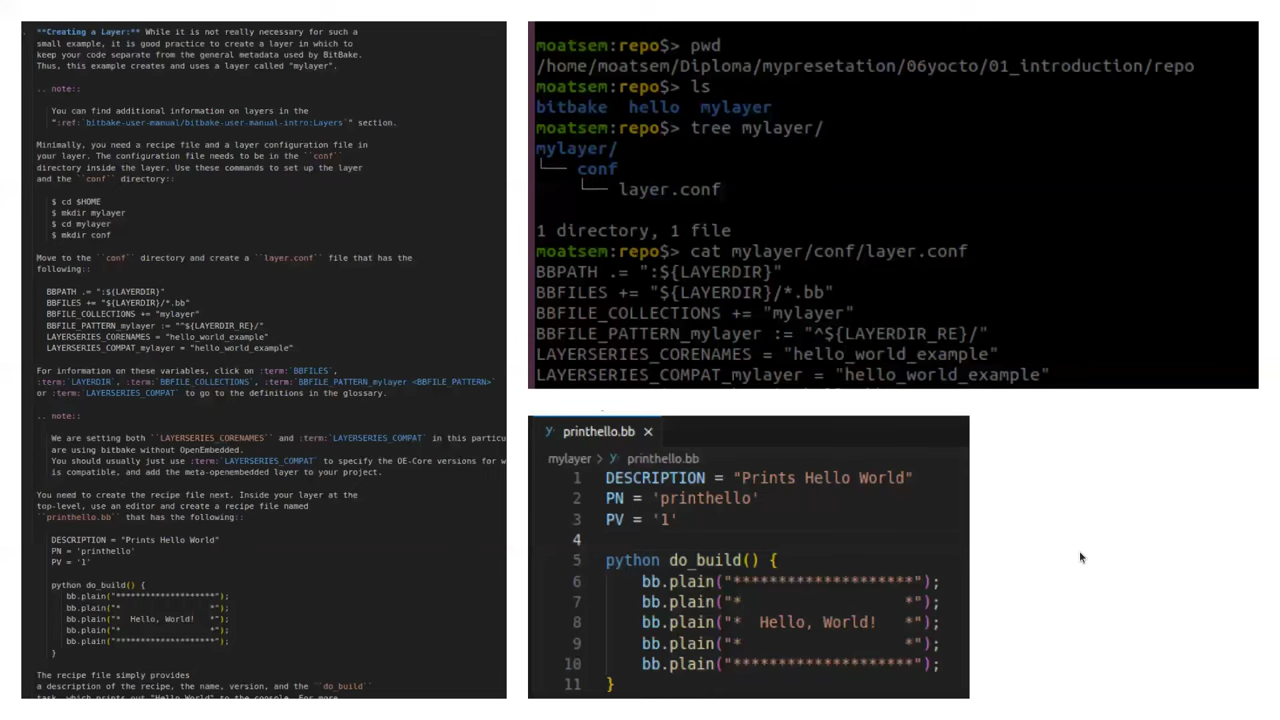 **Creating a Layer:** While it is not really necessary for such a
small example, it is good practice to create a layer in which to
keep your code separate from the general metadata used by BitBake.
Thus, this example creates and uses a layer called "mylayer".
.. note::
You can find additional information on layers in the
":ref:`bitbake-user-manual/bitbake-user-manual-intro:Layers`" section.
Minimally, you need a recipe file and a layer configuration file in
your layer. The configuration file needs to be in the ``conf``
directory inside the layer. Use these commands to set up the layer
and the ``conf`` directory::
$ cd $HOME
$ mkdir mylayer
$ cd mylayer
$ mkdir conf
Move to the ``conf`` directory and create a ``layer.conf`` file that has the
following::
BBPATH .= ":${LAYERDIR}"
BBFILES += "${LAYERDIR}/*.bb"
BBFILE_COLLECTIONS += "mylayer"
BBFILE_PATTERN_mylayer := "^${LAYERDIR_RE}/"
LAYERSERIES_CORENAMES = "hello_world_example"
LAYERSERIES_COMPAT_mylayer = "hello_world_example"
For information on these variables, click on :term:`BBFILES`,
:term:`LAYERDIR`, :term:`BBFILE_COLLECTIONS`, :term:`BBFILE_PATTERN_mylayer <BBFILE_PATTERN>`
or :term:`LAYERSERIES_COMPAT` to go to the definitions in the glossary.
.. note::
We are setting both ``LAYERSERIES_CORENAMES`` and :term:`LAYERSERIES_COMPAT` in this particu
are using bitbake without OpenEmbedded.
You should usually just use :term:`LAYERSERIES_COMPAT` to specify the OE-Core versions for w
is compatible, and add the meta-openembedded layer to your project.
You need to create the recipe file next. Inside your layer at the
top-level, use an editor and create a recipe file named
``printhello.bb`` that has the following::
DESCRIPTION = "Prints Hello World"
PN = 'printhello'
PV = '1'
python do_build() {
bb.plain("********************");
bb.plain("*                  *");
bb.plain("*  Hello, World!   *");
bb.plain("*                  *");
bb.plain("********************");
}
The recipe file simply provides
a description of the recipe, the name, version, and the ``do_build``
task, which prints out "Hello World" to the console. For more
moatsem:repo$> pwd
/home/moatsem/Diploma/mypresetation/06yocto/01_introduction/repo
moatsem:repo$> ls
bitbake  hello  mylayer
moatsem:repo$> tree mylayer/
mylayer/
└── conf
└── layer.conf
1 directory, 1 file
moatsem:repo$> cat mylayer/conf/layer.conf
BBPATH .= ":${LAYERDIR}"
BBFILES += "${LAYERDIR}/*.bb"
BBFILE_COLLECTIONS += "mylayer"
BBFILE_PATTERN_mylayer := "^${LAYERDIR_RE}/"
LAYERSERIES_CORENAMES = "hello_world_example"
LAYERSERIES_COMPAT_mylayer = "hello_world_example"
printhello.bb ×
mylayer > printhello.bb
1 DESCRIPTION = "Prints Hello World"
2 PN = 'printhello'
3 PV = '1'
4
5 python do_build() {
6 bb.plain("********************");
7 bb.plain("*                  *");
8 bb.plain("*  Hello, World!   *");
9 bb.plain("*                  *");
10 bb.plain("********************");
11 }